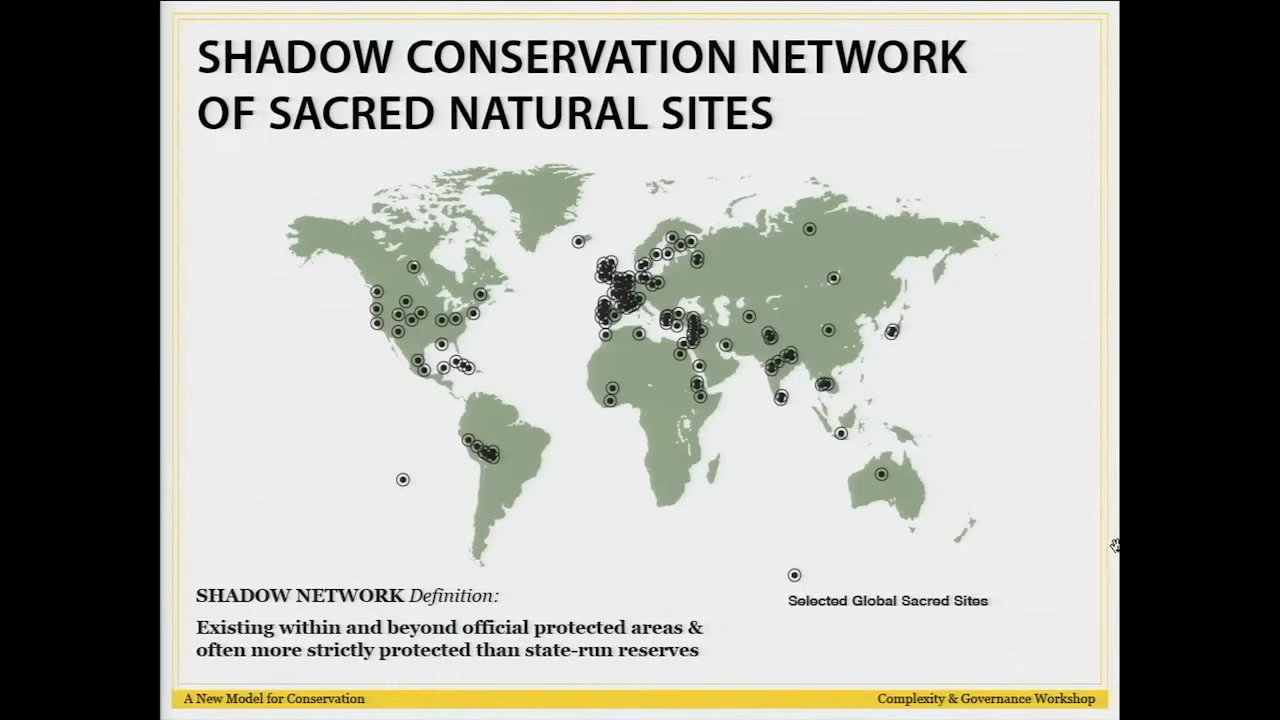 SHADOW CONSERVATION NETWORK
OF SACRED NATURAL SITES
SHADOW NETWORK Definition:
Existing within and beyond official protected areas &
often more strictly protected than state-run reserves
Selected Global Sacred Sites
A New Model for Conservation
Complexity & Governance Workshop